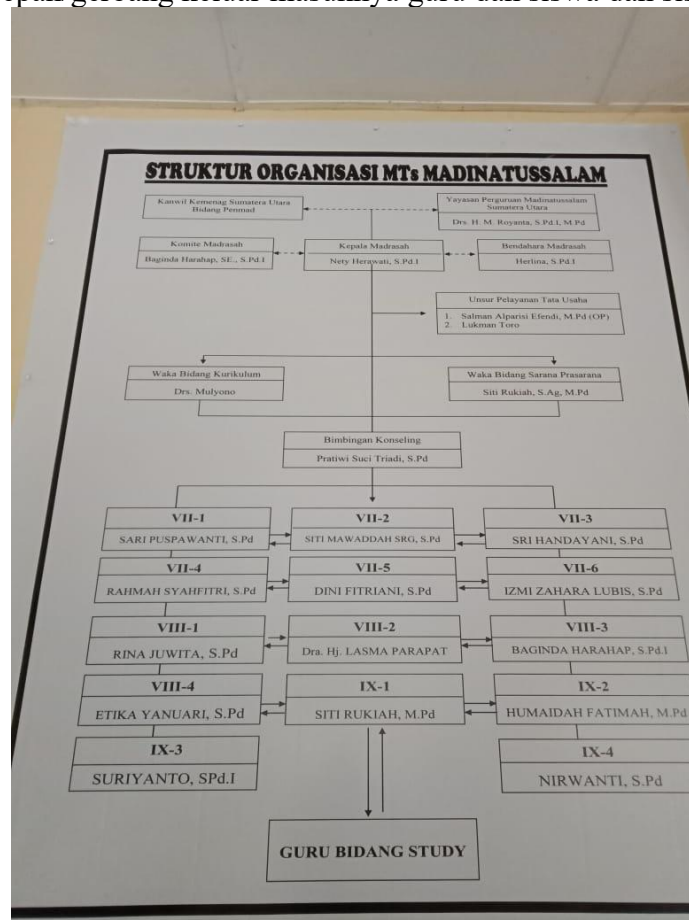 STRUKTUR ORGANISASI MTs MADINATUSSALAM
Kanwil Kemenag Sumatera Utara
Bidang Penmad
Yayasan Perguruan Madinatussalam
Sumatera Utara
Drs. H. M. Royanta, S.Pd.I, M.Pd
Komite Madrasah
Baginda Harahap, SE., S.Pd.I
Kepala Madrasah
Nety Herawati, S.Pd.I
Bendahara Madrasah
Herlina, S.Pd.I
Unsur Pelayanan Tata Usaha
1. Salman Alparisi Efendi, M.Pd (OP)
2. Lukman Toro
Waka Bidang Kurikulum
Drs. Mulyono
Waka Bidang Sarana Prasarana
Siti Rukiah, S.Ag, M.Pd
Bimbingan Konseling
Pratiwi Suci Triadi, S.Pd
VII-1
SARI PUSPAWANTI, S.Pd
VII-2
SITI MAWADDAH SRG, S.Pd
VII-3
SRI HANDAYANI, S.Pd
VII-4
RAHMAH SYAHFITRI, S.Pd
VII-5
DINI FITRIANI, S.Pd
VII-6
IZMI ZAHARA LUBIS, S.Pd
VIII-1
RINA JUWITA, S.Pd
VIII-2
Dra. Hj. LASMA PARAPAT
VIII-3
BAGINDA HARAHAP, S.Pd.I
VIII-4
ETIKA YANUARI, S.Pd
IX-1
SITI RUKIAH, M.Pd
IX-2
HUMAIDAH FATIMAH, M.Pd
IX-3
SURIYANTO, SPd.I
IX-4
NIRWANTI, S.Pd
GURU BIDANG STUDY